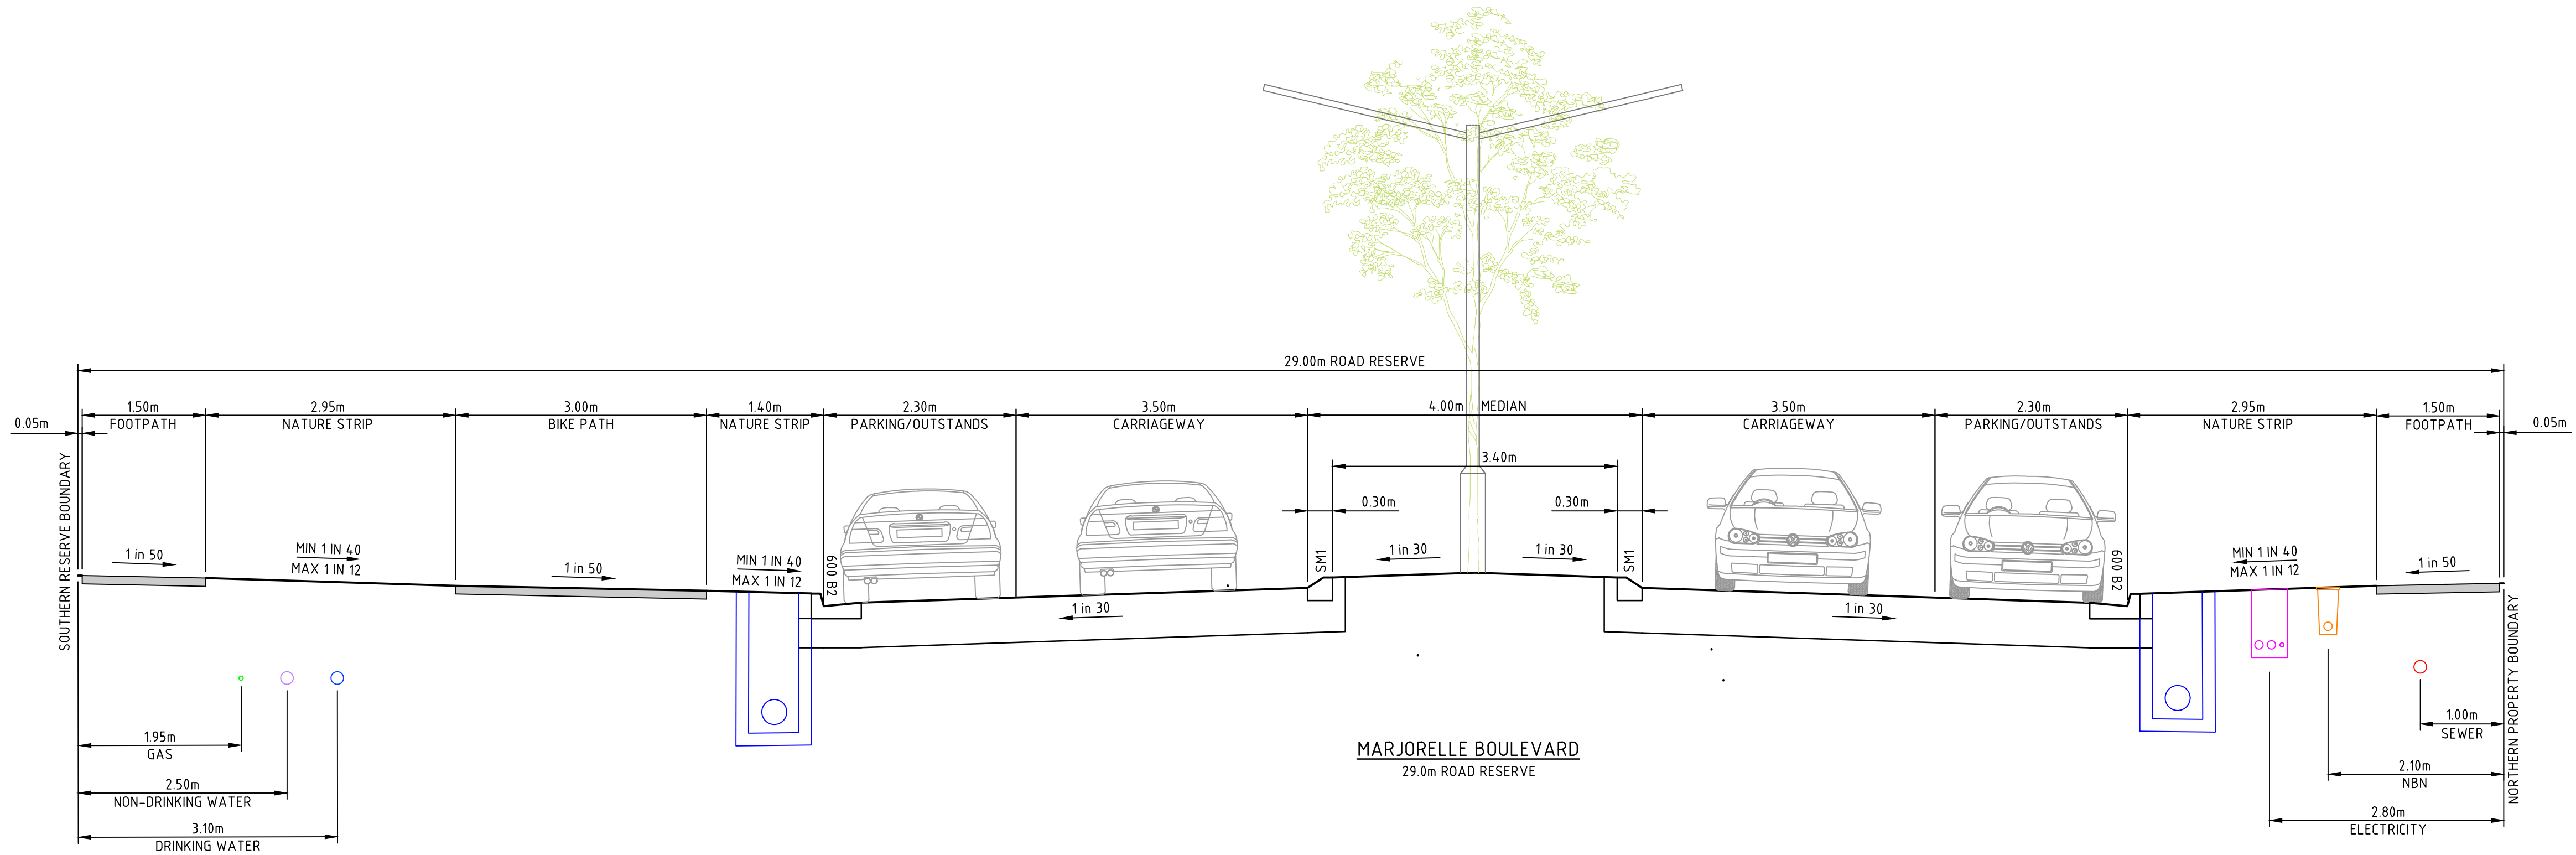 29.00m ROAD RESERVE
0.05m
1.50m
FOOTPATH
2.95m
NATURE STRIP
3.00m
BIKE PATH
1.40m
NATURE STRIP
2.30m
PARKING/OUTSTANDS
3.50m
CARRIAGEWAY
4.00m MEDIAN
3.50m
CARRIAGEWAY
2.30m
PARKING/OUTSTANDS
2.95m
NATURE STRIP
1.50m
FOOTPATH
0.05m
3.40m
0.30m
0.30m
SOUTHERN RESERVE BOUNDARY
1 in 50
MIN 1 IN 40
MAX 1 IN 12
1 in 50
MIN 1 IN 40
MAX 1 IN 12
600 B2
1 in 30
SM1
1 in 30
1 in 30
SM1
1 in 30
600 B2
MIN 1 IN 40
MAX 1 IN 12
1 in 50
NORTHERN PROPERTY BOUNDARY
1.95m
GAS
2.50m
NON-DRINKING WATER
3.10m
DRINKING WATER
MARJORELLE BOULEVARD
29.0m ROAD RESERVE
1.00m
SEWER
2.10m
NBN
2.80m
ELECTRICITY